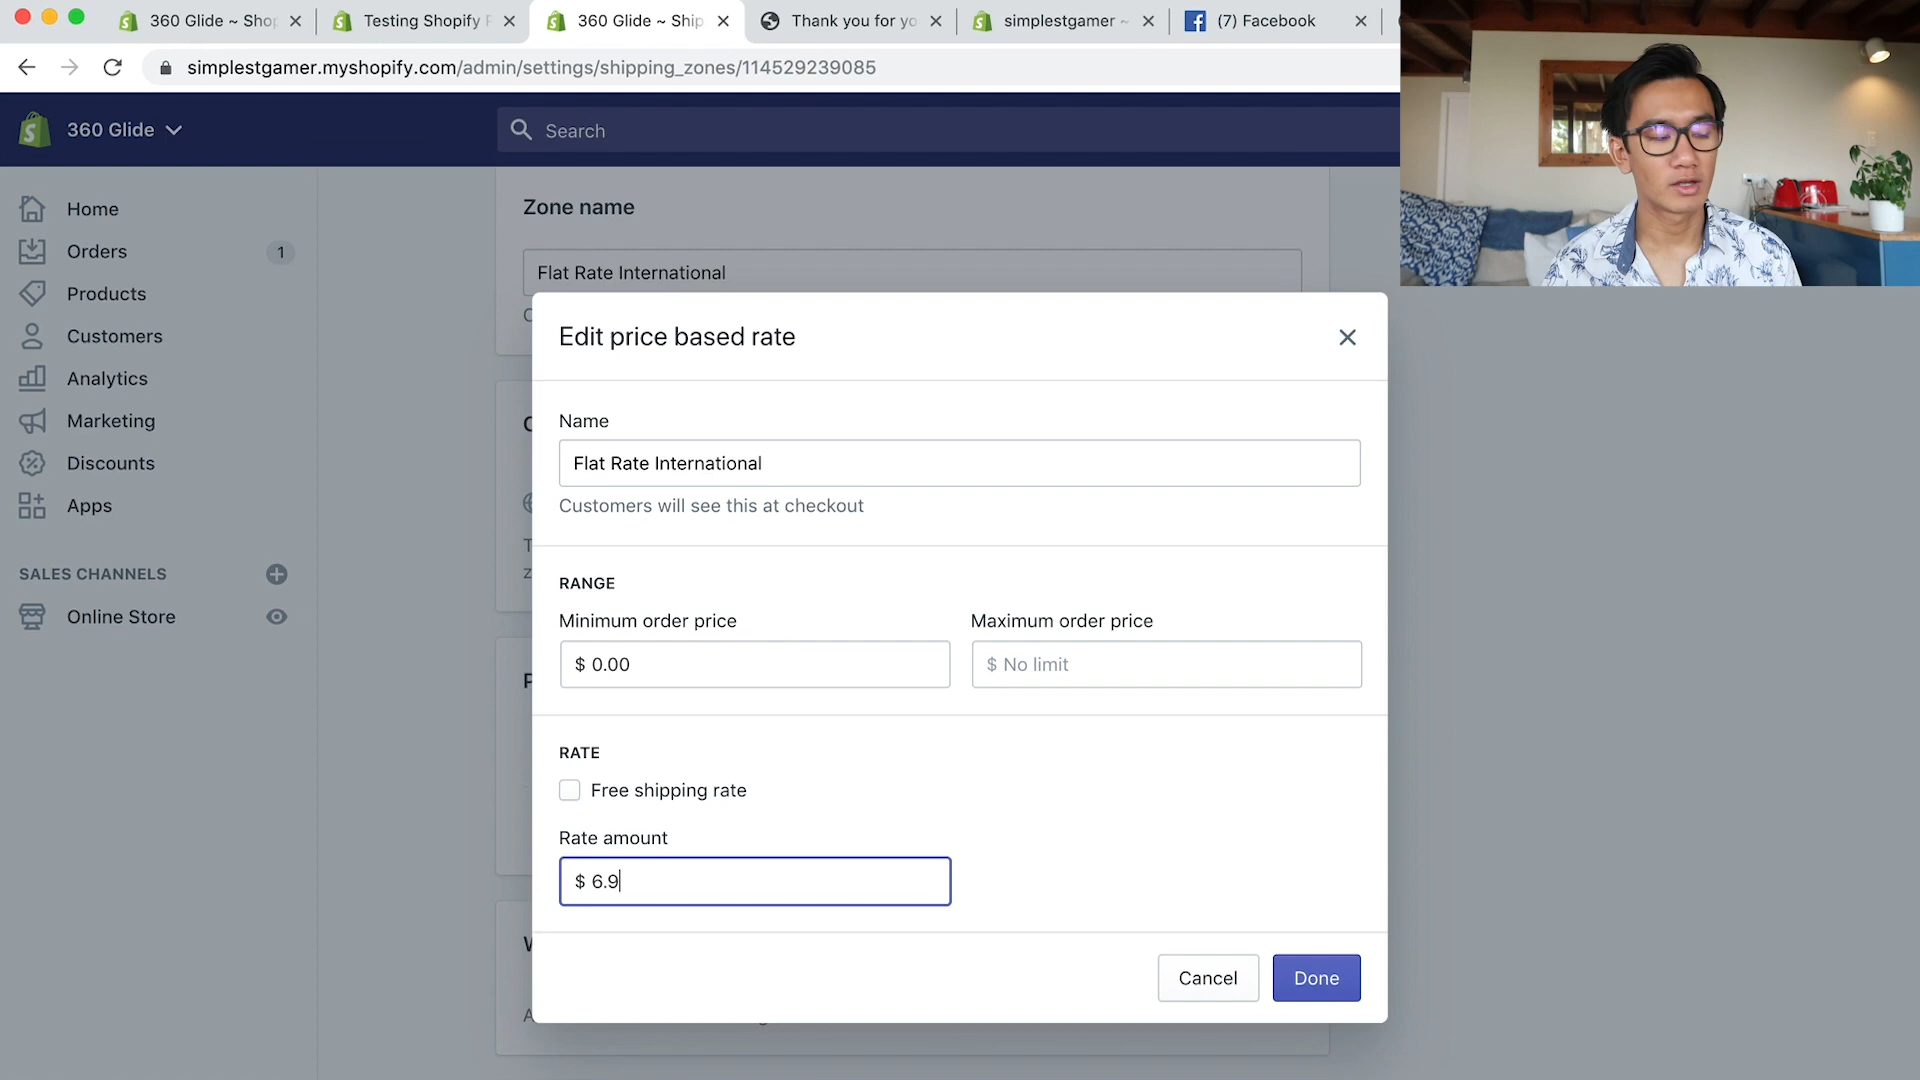 360 Glide ~ Shop
Testing Shopify
360 Glide ~ Ship
Thank you for yo
simplestgamer ~
(7) Facebook
simplestgamer.myshopify.com/admin/settings/shipping_zones/114529239085
360 Glide
Search
Home
Orders
1
Products
Customers
Analytics
Marketing
Discounts
Apps
SALES CHANNELS
Online Store
Zone name
Flat Rate International
Edit price based rate
Name
Flat Rate International
Customers will see this at checkout
RANGE
Minimum order price
Maximum order price
$ 0.00
$ No limit
RATE
Free shipping rate
Rate amount
$ 6.9
Cancel
Done